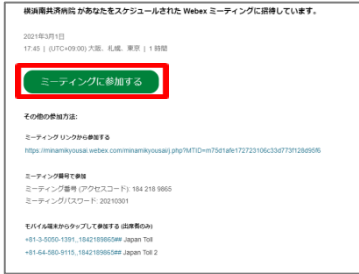 横浜南共済病院 があなたをスケジュールされた Webex ミーティングに招待しています。
2021年3月1日
17:45 | (UTC+09:00) 大阪、札幌、東京 | 1 時間
ミーティングに参加する
その他の参加方法:
ミーティング リンクから参加する
https://minamikyousai.webex.com/minamikyousai/j.php?MTID=m75d1afe172723106c33d773f128d95f6
ミーティング番号で参加
ミーティング番号 (アクセスコード): 184 218 9865
ミーティングパスワード: 20210301
モバイル端末からタップして参加する (出席者のみ)
+81-3-5050-1391,,1842189865## Japan Toll
+81-64-580-9115,,1842189865## Japan Toll 2